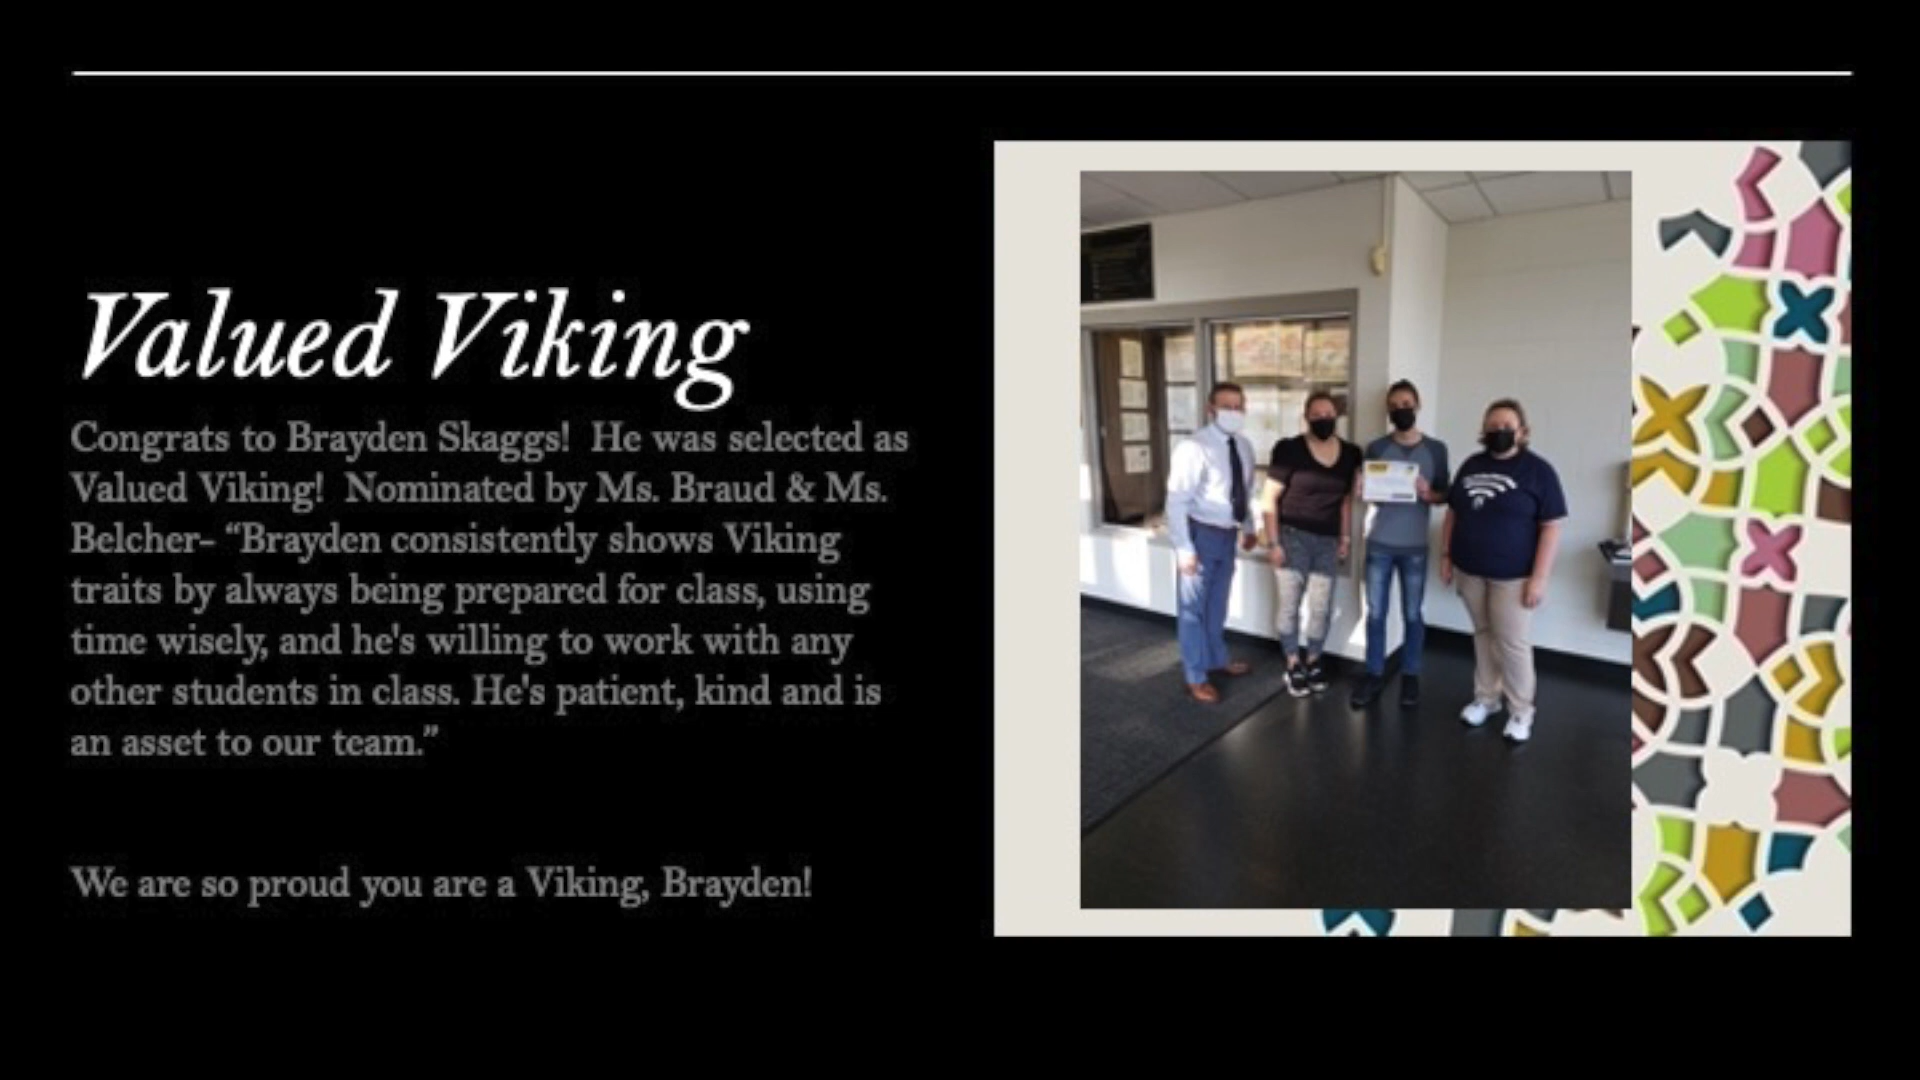 Valued Viking
Congrats to Brayden Skaggs!  He was selected as
Valued Viking!  Nominated by Ms. Braud & Ms.
Belcher– “Brayden consistently shows Viking
traits by always being prepared for class, using
time wisely, and he's willing to work with any
other students in class. He's patient, kind and is
an asset to our team.”
We are so proud you are a Viking, Brayden!